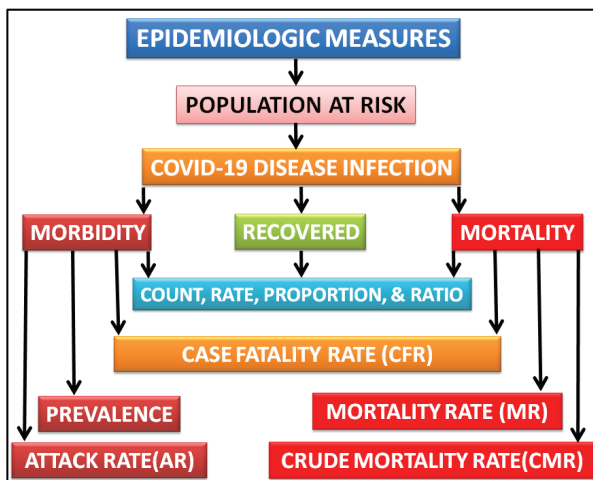 EPIDEMIOLOGIC MEASURES
POPULATION AT RISK
COVID-19 DISEASE INFECTION
MORBIDITY
RECOVERED
MORTALITY
COUNT, RATE, PROPORTION, & RATIO
CASE FATALITY RATE (CFR)
PREVALENCE
MORTALITY RATE (MR)
ATTACK RATE(AR)
CRUDE MORTALITY RATE(CMR)